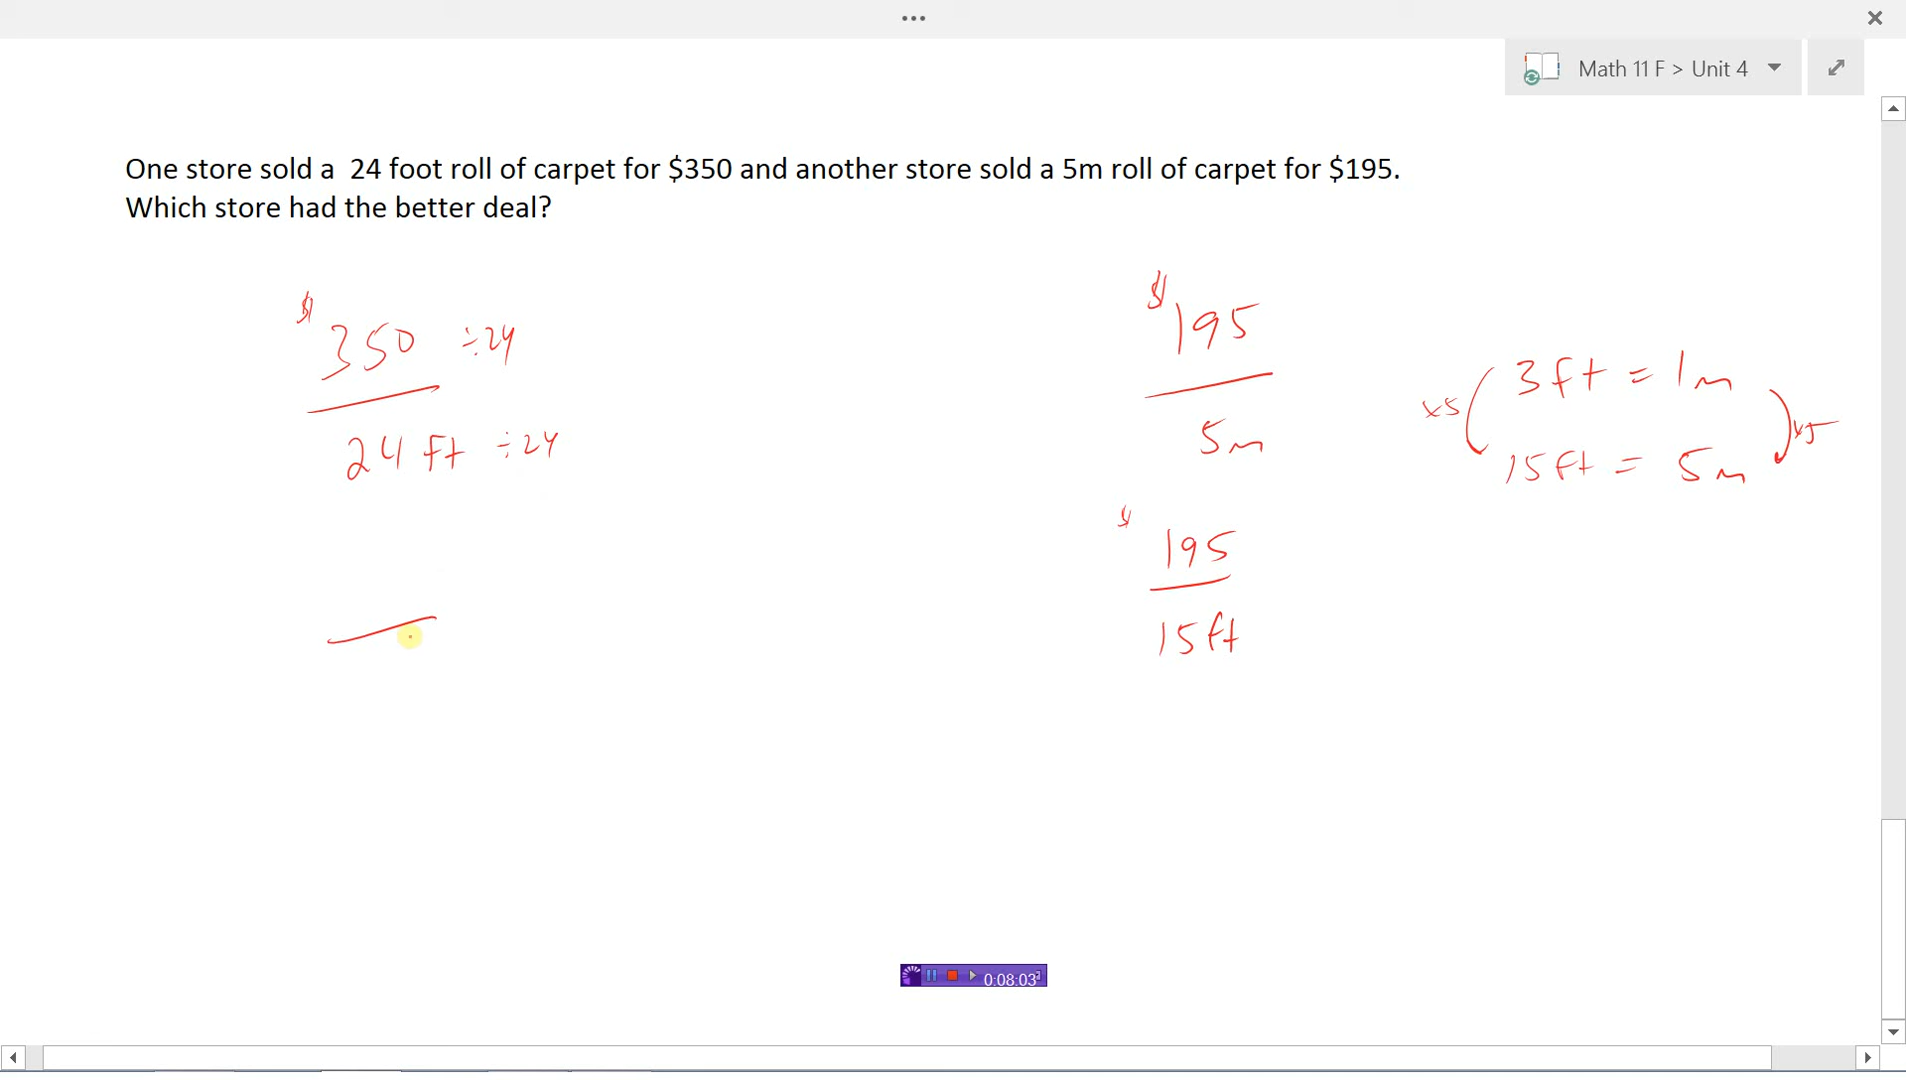 Math 11 F > Unit 4
One store sold a 24 foot roll of carpet for $350 and another store sold a 5m roll of carpet for $195.
Which store had the better deal?
$
350 ÷24
24 ft ÷24
$
195
5m
3ft = 1m
x5 x5
15ft = 5m
$
195
15ft
0:08:03